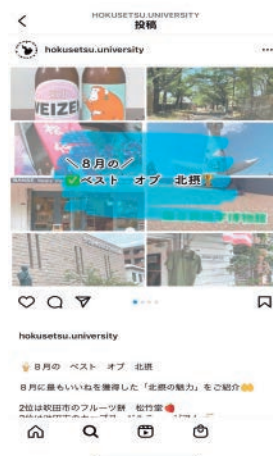 HOKUSETSU.UNIVERSITY
投稿
hokusetsu.university
WEIZEN
＼8月の／
✅ベスト　オブ　北摂🏆
hokusetsu.university
🍦8月の　ベスト　オブ　北摂
8月に最もいいねを獲得した「北摂の魅力」をご紹介👐
2位は吹田市のフルーツ餅　松竹堂🍓